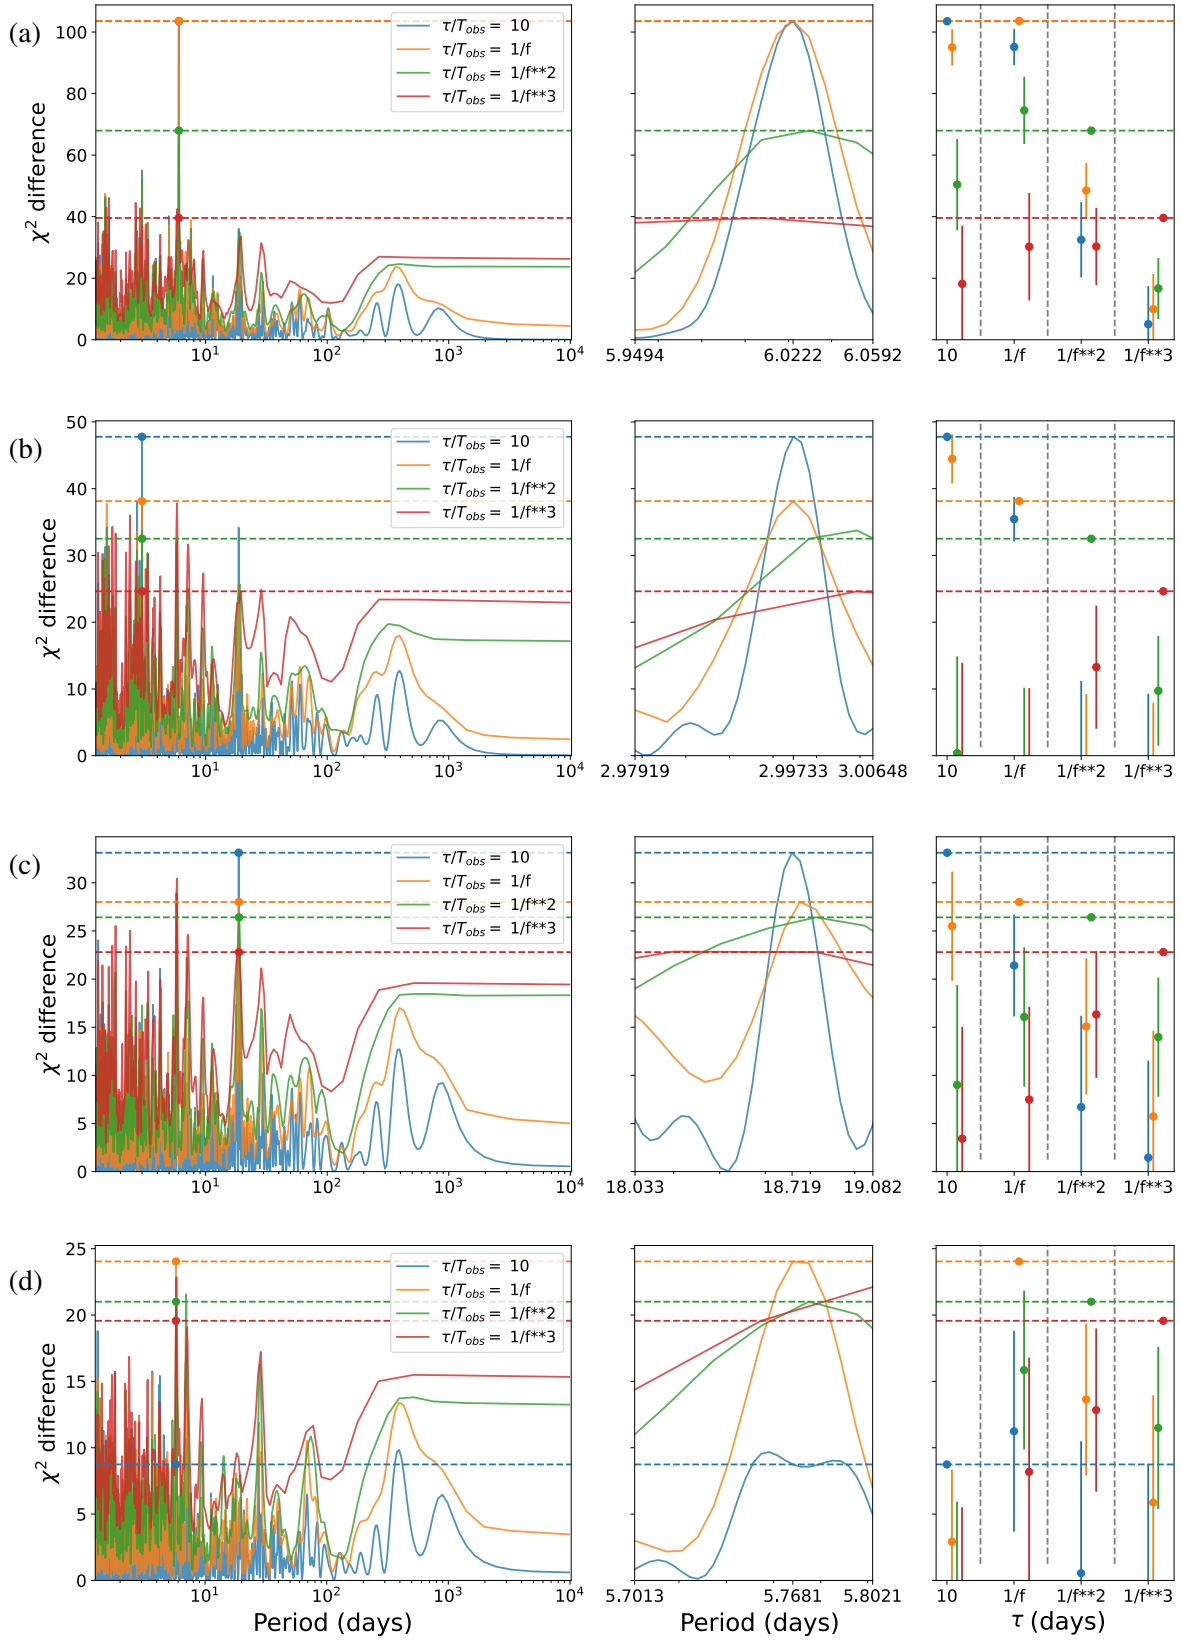 (a)
χ² difference
100
80
60
40
20
0
τ/T_obs = 10
τ/T_obs = 1/f
τ/T_obs = 1/f**2
τ/T_obs = 1/f**3
10¹ 10² 10³ 10⁴
5.9494 6.0222 6.0592
10 1/f 1/f**2 1/f**3
(b)
χ² difference
50
40
30
20
10
0
τ/T_obs = 10
τ/T_obs = 1/f
τ/T_obs = 1/f**2
τ/T_obs = 1/f**3
10¹ 10² 10³ 10⁴
2.97919 2.99733 3.00648
10 1/f 1/f**2 1/f**3
(c)
χ² difference
30
25
20
15
10
5
0
τ/T_obs = 10
τ/T_obs = 1/f
τ/T_obs = 1/f**2
τ/T_obs = 1/f**3
10¹ 10² 10³ 10⁴
18.033 18.719 19.082
10 1/f 1/f**2 1/f**3
(d)
χ² difference
25
20
15
10
5
0
τ/T_obs = 10
τ/T_obs = 1/f
τ/T_obs = 1/f**2
τ/T_obs = 1/f**3
10¹ 10² 10³ 10⁴
5.7013 5.7681 5.8021
10 1/f 1/f**2 1/f**3
Period (days) Period (days) τ (days)